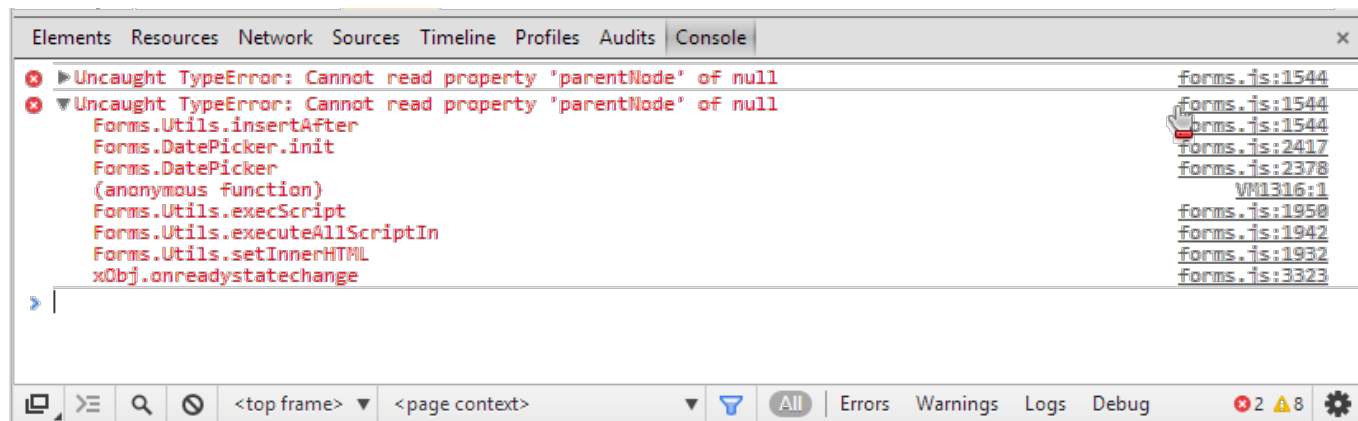 Elements Resources Network Sources Timeline Profiles Audits Console ×
Uncaught TypeError: Cannot read property 'parentNode' of null forms.js:1544
Uncaught TypeError: Cannot read property 'parentNode' of null forms.js:1544
Forms.Utils.insertAfter forms.js:1544
Forms.DatePicker.init forms.js:2417
Forms.DatePicker forms.js:2378
(anonymous function) VM1316:1
Forms.Utils.execScript forms.js:1950
Forms.Utils.executeAllScriptIn forms.js:1942
Forms.Utils.setInnerHTML forms.js:1932
xObj.onreadystatechange forms.js:3323
<top frame> ▼ <page context> ▼ All | Errors Warnings Logs Debug 2 8